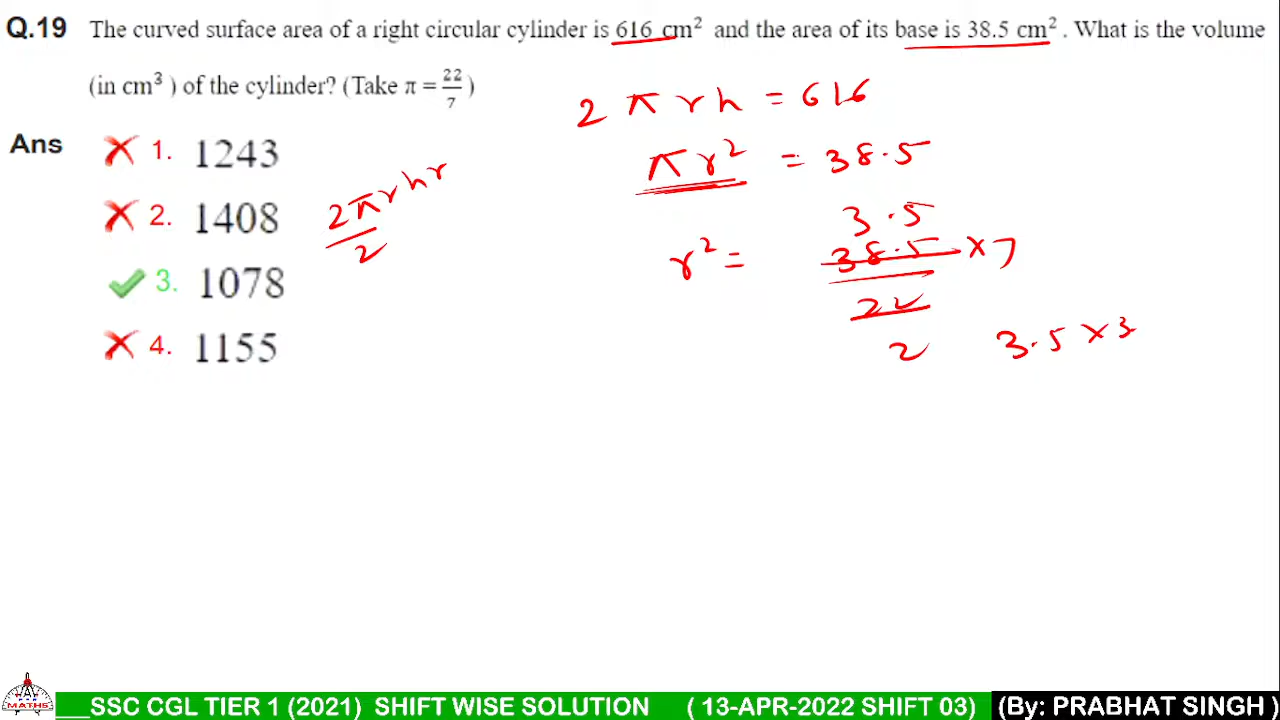 Q.19 The curved surface area of a right circular cylinder is 616 cm² and the area of its base is 38.5 cm² . What is the volume
(in cm³ ) of the cylinder? (Take π = 22/7 )
2 π r h = 616
Ans
1. 1243
π r² = 38.5
2πrhr/2
2. 1408
3.5
r² = 38.5 × 7
22
3. 1078
2
3.5 × 3
4. 1155
MATHS
SSC CGL TIER 1 (2021) SHIFT WISE SOLUTION ( 13-APR-2022 SHIFT 03) (By: PRABHAT SINGH )